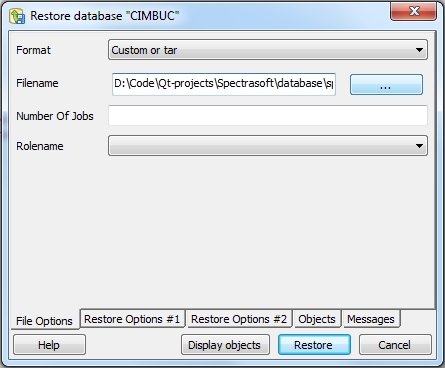 Restore database "CIMBUC"
Format
Custom or tar
Filename
D:\Code\Qt-projects\Spectrasoft\database\s
...
Number Of Jobs
Rolename
File Options
Restore Options #1
Restore Options #2
Objects
Messages
Help
Display objects
Restore
Cancel